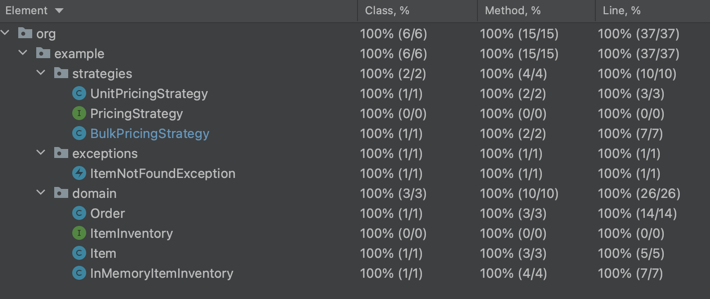 Element Class, % Method, % Line, %
org 100% (6/6) 100% (15/15) 100% (37/37)
example 100% (6/6) 100% (15/15) 100% (37/37)
strategies 100% (2/2) 100% (4/4) 100% (10/10)
C UnitPricingStrategy 100% (1/1) 100% (2/2) 100% (3/3)
I PricingStrategy 100% (0/0) 100% (0/0) 100% (0/0)
C BulkPricingStrategy 100% (1/1) 100% (2/2) 100% (7/7)
exceptions 100% (1/1) 100% (1/1) 100% (1/1)
ItemNotFoundException 100% (1/1) 100% (1/1) 100% (1/1)
domain 100% (3/3) 100% (10/10) 100% (26/26)
C Order 100% (1/1) 100% (3/3) 100% (14/14)
I ItemInventory 100% (0/0) 100% (0/0) 100% (0/0)
C Item 100% (1/1) 100% (3/3) 100% (5/5)
C InMemoryItemInventory 100% (1/1) 100% (4/4) 100% (7/7)